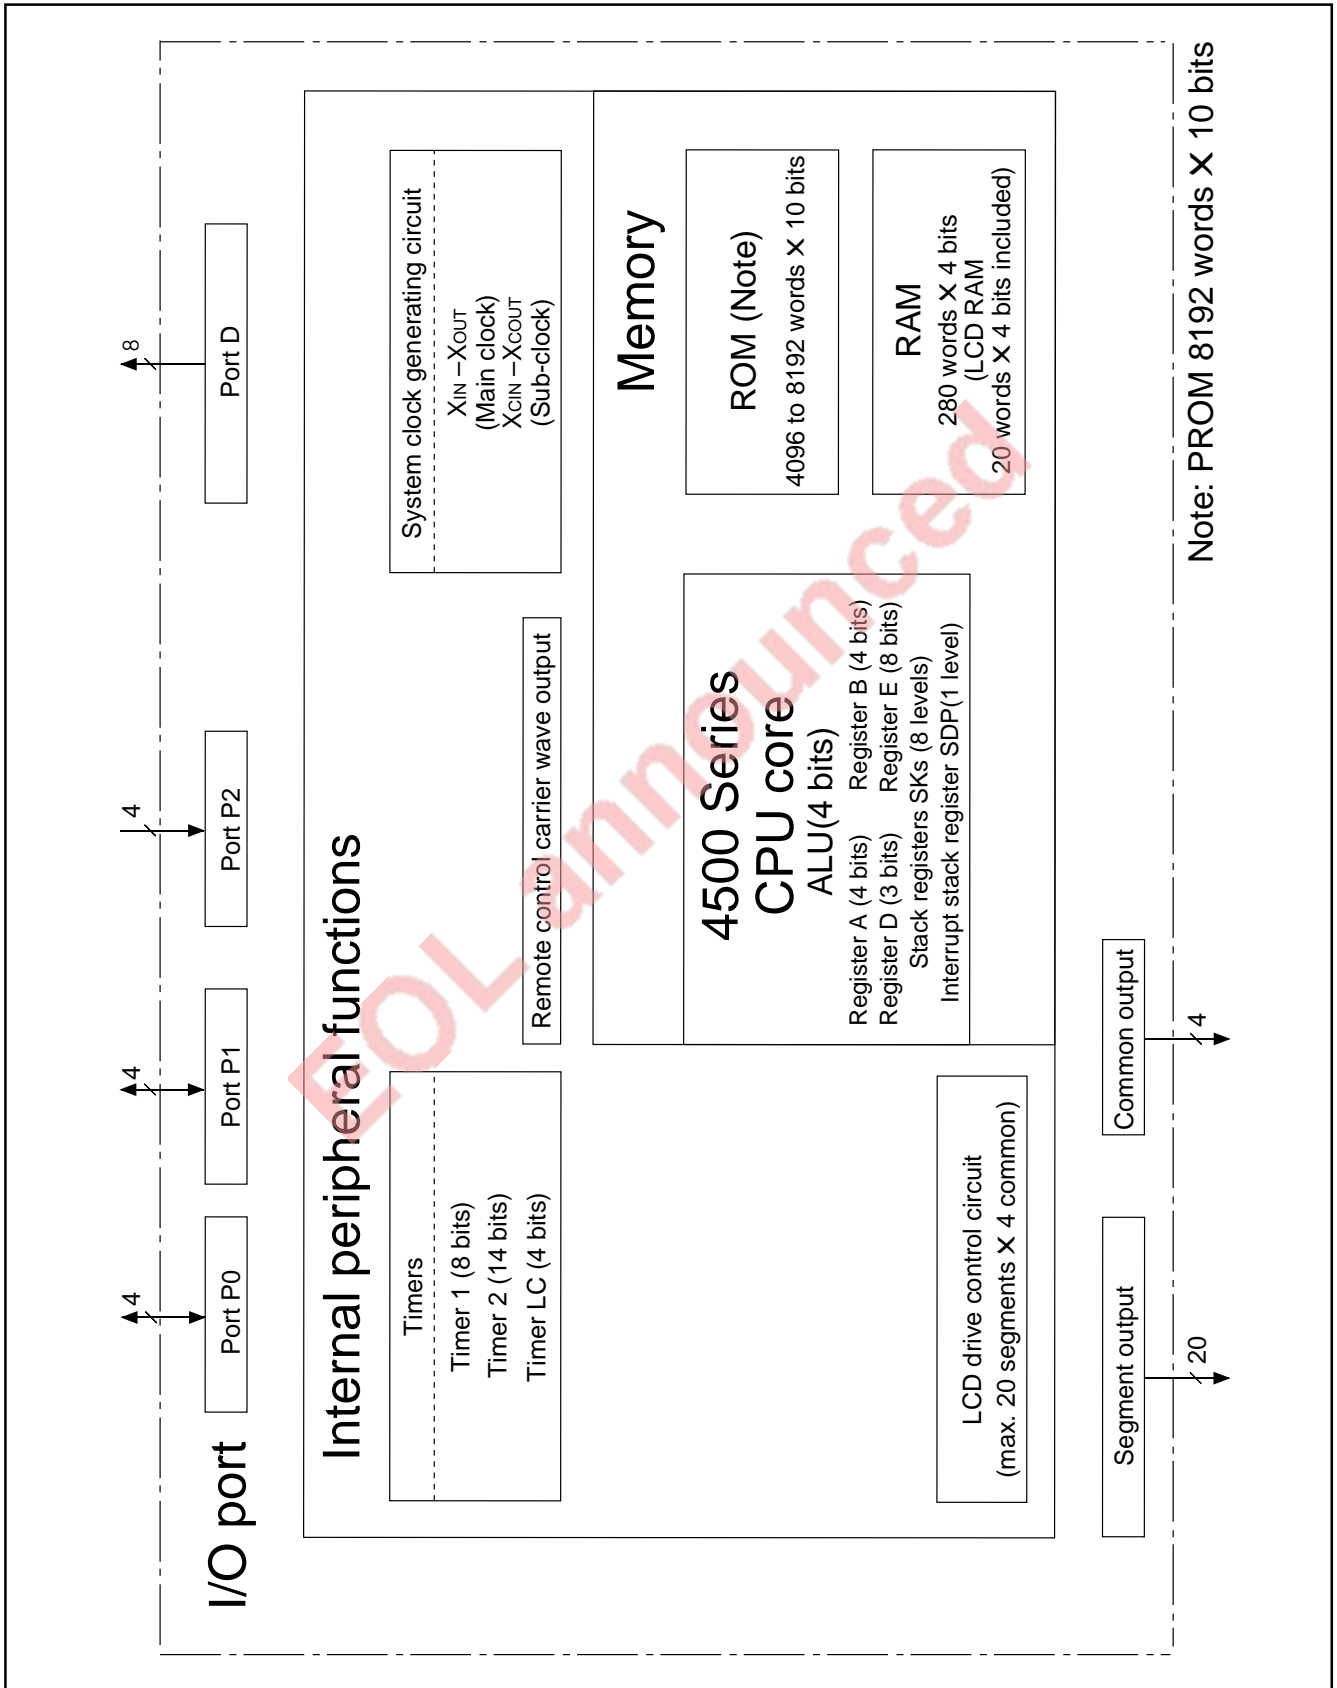 I/O port
4
Port P0
4
Port P1
4
Port P2
8
Port D
Internal peripheral functions
Timers
Timer 1 (8 bits)
Timer 2 (14 bits)
Timer LC (4 bits)
Remote control carrier wave output
System clock generating circuit
XIN –XOUT
(Main clock)
XCIN –XCOUT
(Sub-clock)
Memory
4500 Series
CPU core
ALU(4 bits)
Register A (4 bits) Register B (4 bits)
Register D (3 bits) Register E (8 bits)
Stack registers SKs (8 levels)
Interrupt stack register SDP(1 level)
ROM (Note)
4096 to 8192 words ✕ 10 bits
RAM
280 words ✕ 4 bits
(LCD RAM
20 words ✕ 4 bits included)
LCD drive control circuit
(max. 20 segments ✕ 4 common)
Segment output
20
Common output
4
Note: PROM 8192 words ✕ 10 bits
EOL announced